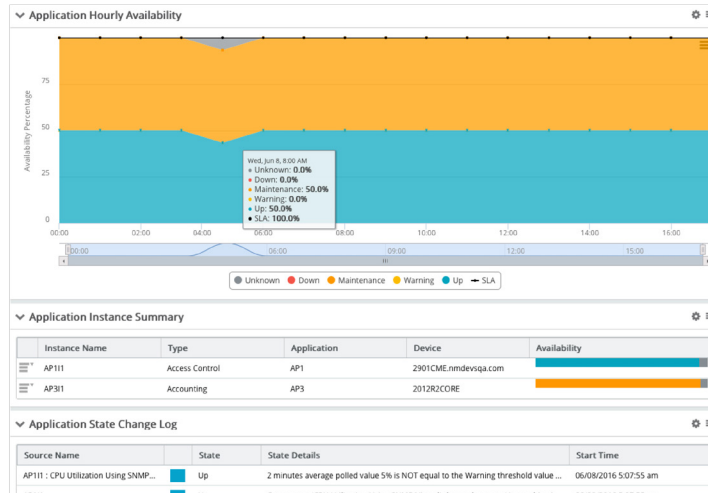 Application Hourly Availability
Availability Percentage
75
50
25
0
Wed, Jun 8, 8:00 AM
Unknown: 0.0%
Down: 0.0%
Maintenance: 50.0%
Warning: 0.0%
Up: 50.0%
SLA: 100.0%
00:00 02:00 04:00 06:00 08:00 10:00 12:00 14:00 16:00
00:00 06:00 09:00 12:00 15:00
Unknown Down Maintenance Warning Up SLA
Application Instance Summary
Instance Name Type Application Device Availability
AP1I1 Access Control AP1 2901CME.nmdevsqa.com
AP3I1 Accounting AP3 2012R2CORE
Application State Change Log
Source Name State State Details Start Time
AP1I1 : CPU Utilization Using SNMP... Up 2 minutes average polled value 5% is NOT equal to the Warning threshold value ... 06/08/2016 5:07:55 am